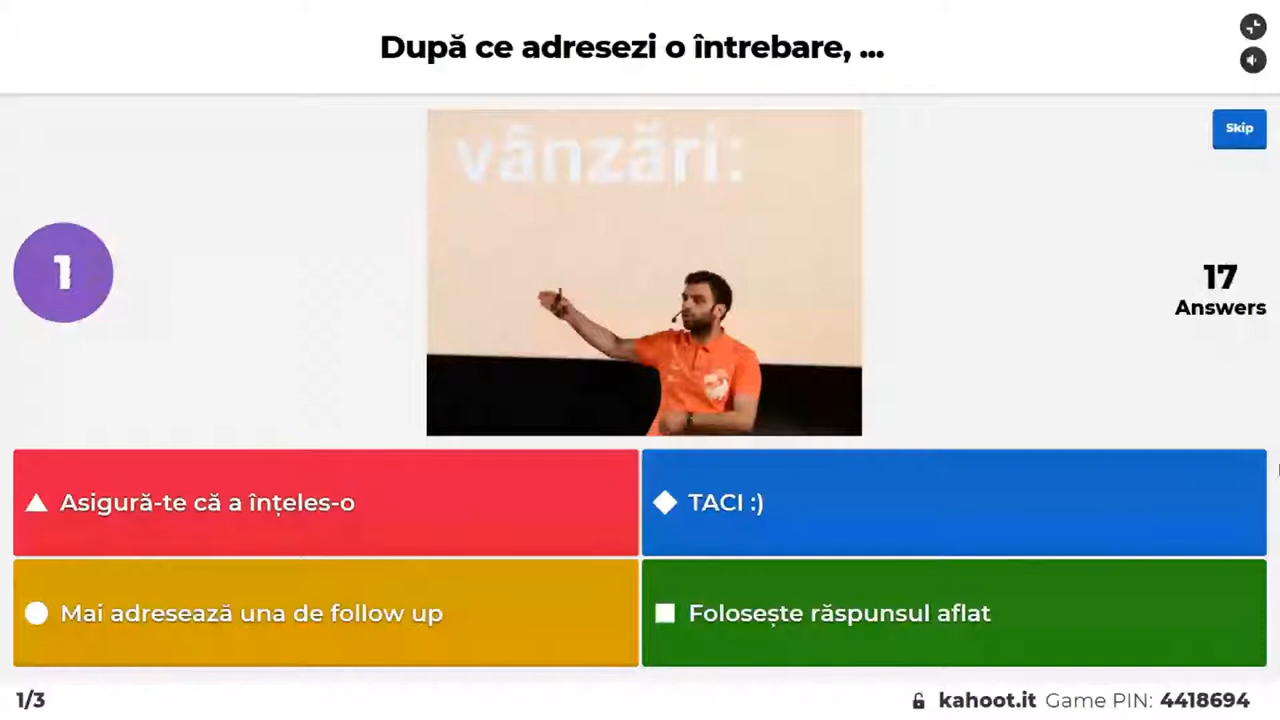 După ce adresezi o întrebare, ...
Skip
vânzări:
1
17
Answers
Asigură-te că a înțeles-o
TACI :)
Mai adresează una de follow up
Folosește răspunsul aflat
1/3
kahoot.it Game PIN: 4418694